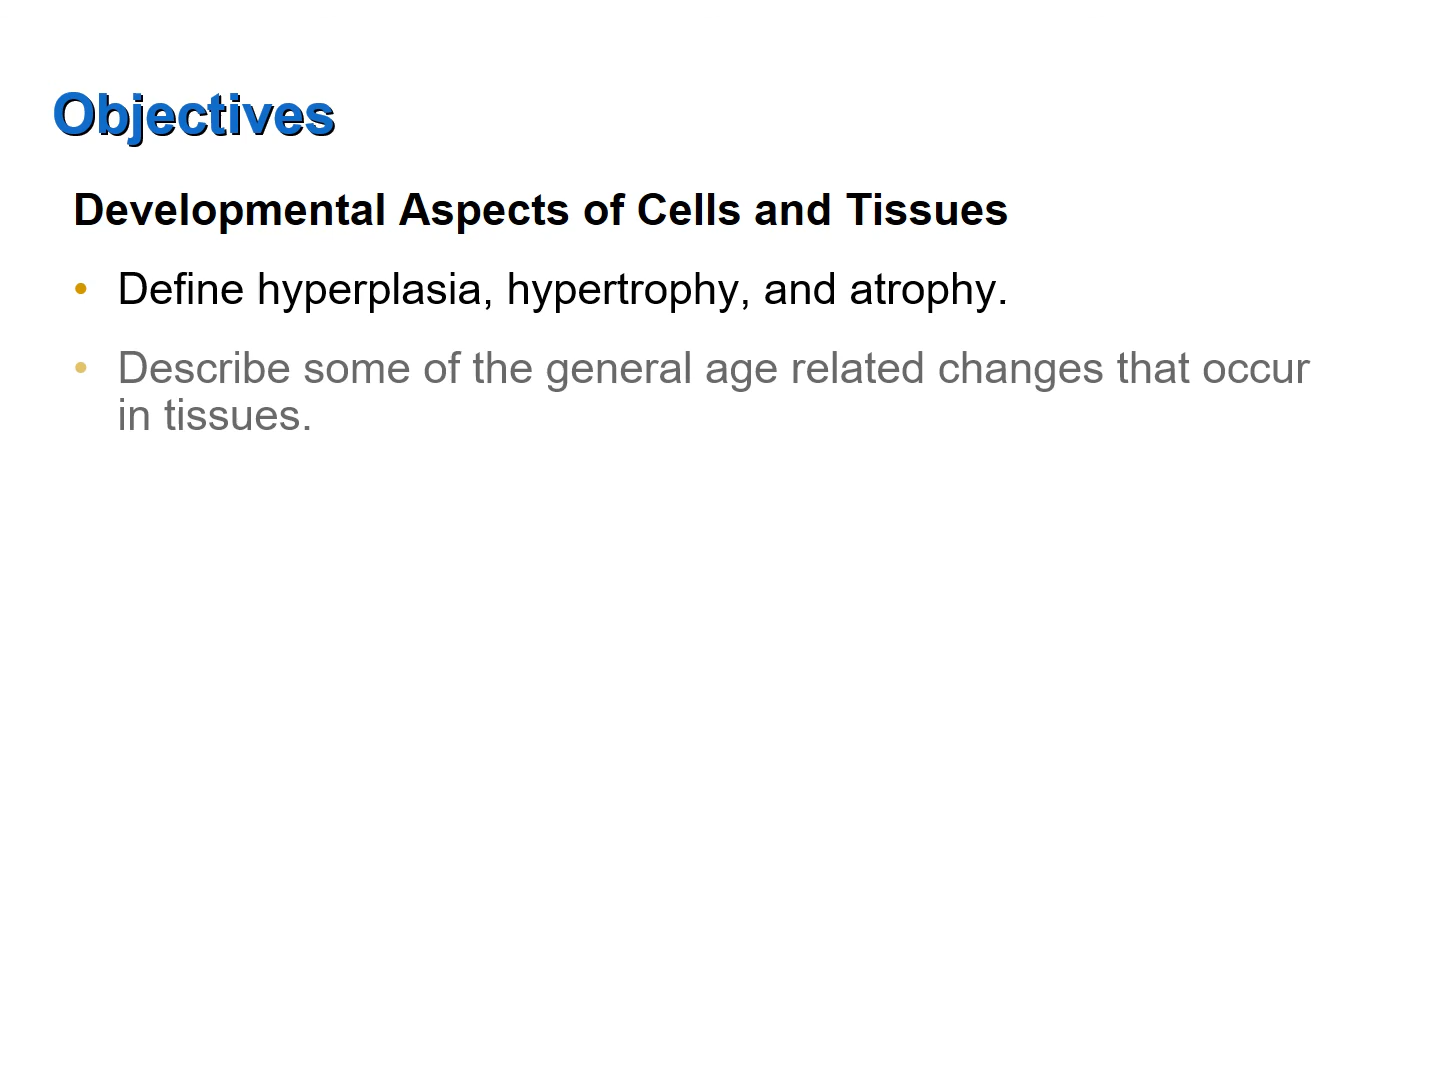 Objectives
Developmental Aspects of Cells and Tissues
• Define hyperplasia, hypertrophy, and atrophy.
• Describe some of the general age related changes that occur
in tissues.